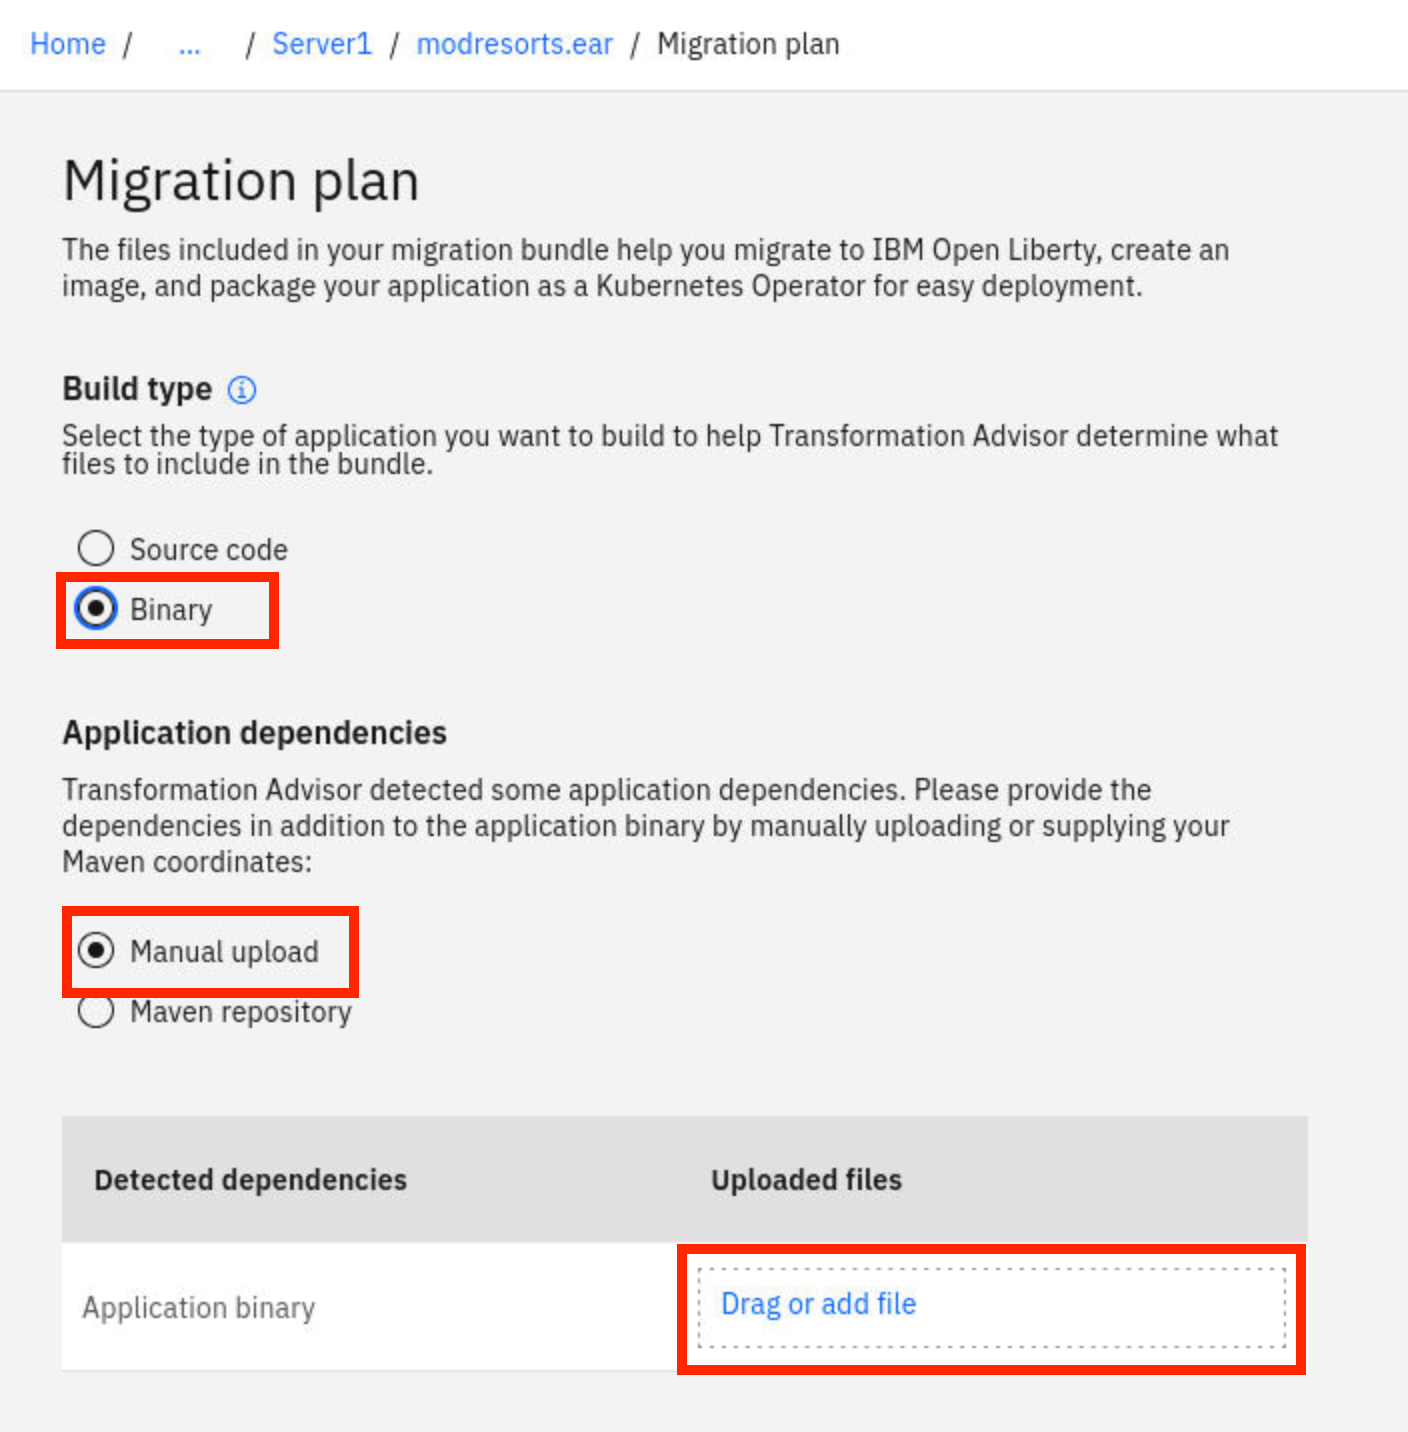 Home / ... / Server1 / modresorts.ear / Migration plan
Migration plan
The files included in your migration bundle help you migrate to IBM Open Liberty, create an
image, and package your application as a Kubernetes Operator for easy deployment.
Build type
Select the type of application you want to build to help Transformation Advisor determine what
files to include in the bundle.
Source code
Binary
Application dependencies
Transformation Advisor detected some application dependencies. Please provide the
dependencies in addition to the application binary by manually uploading or supplying your
Maven coordinates:
Manual upload
Maven repository
Detected dependencies Uploaded files
Application binary Drag or add file